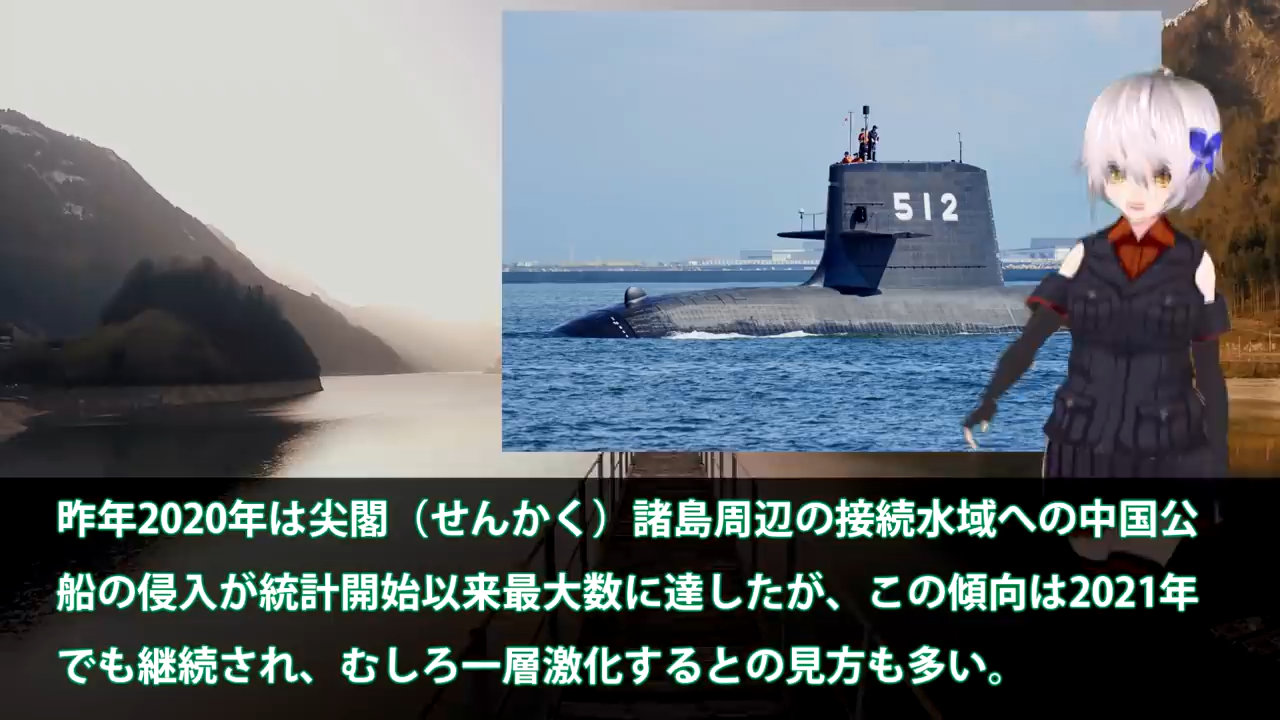 512
昨年2020年は尖閣（せんかく）諸島周辺の接続水域への中国公
船の侵入が統計開始以来最大数に達したが、この傾向は2021年
でも継続され、むしろ一層激化するとの見方も多い。